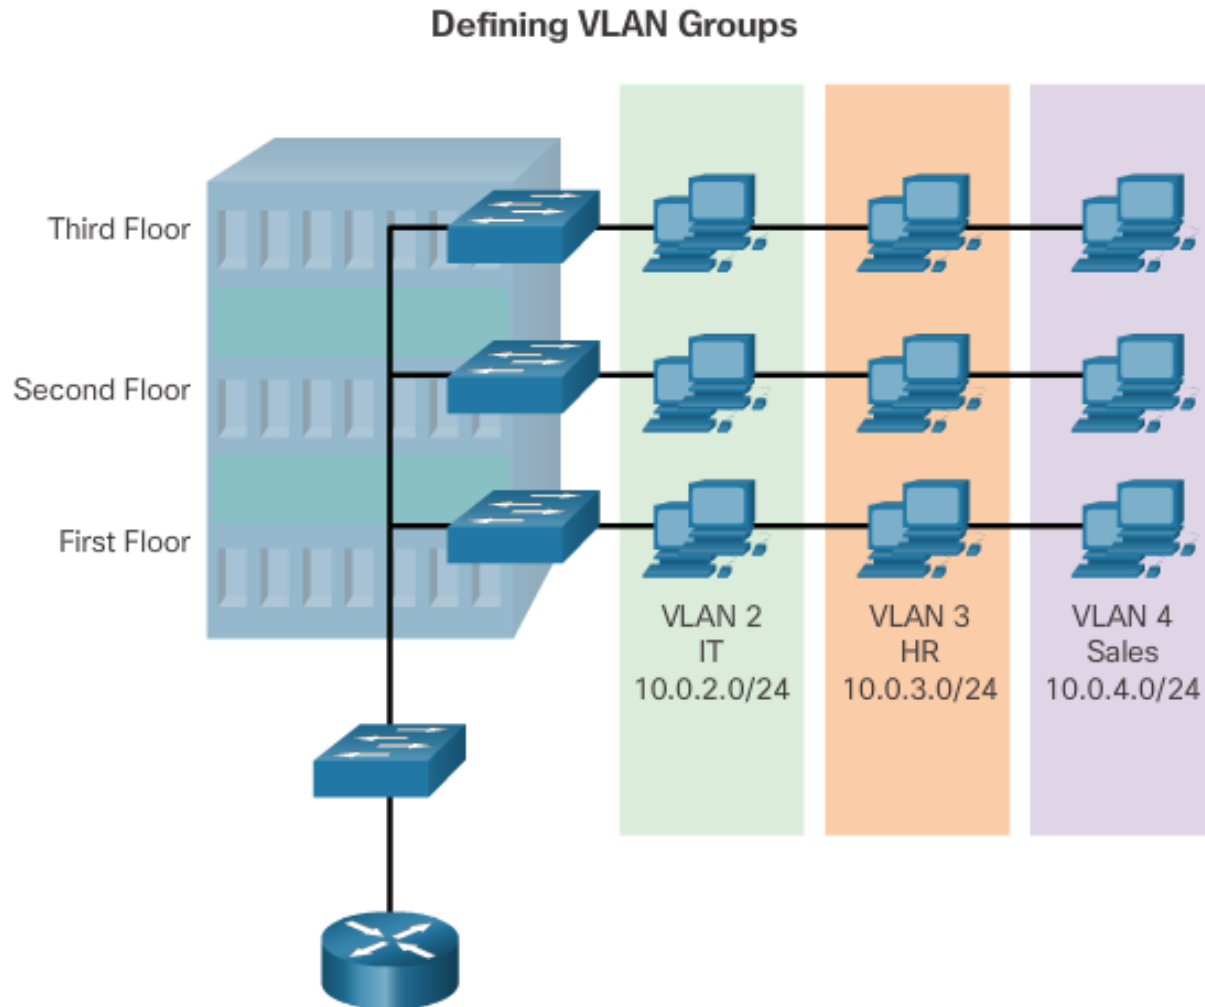 Defining VLAN Groups
Third Floor
Second Floor
First Floor
VLAN 2
IT
10.0.2.0/24
VLAN 3
HR
10.0.3.0/24
VLAN 4
Sales
10.0.4.0/24